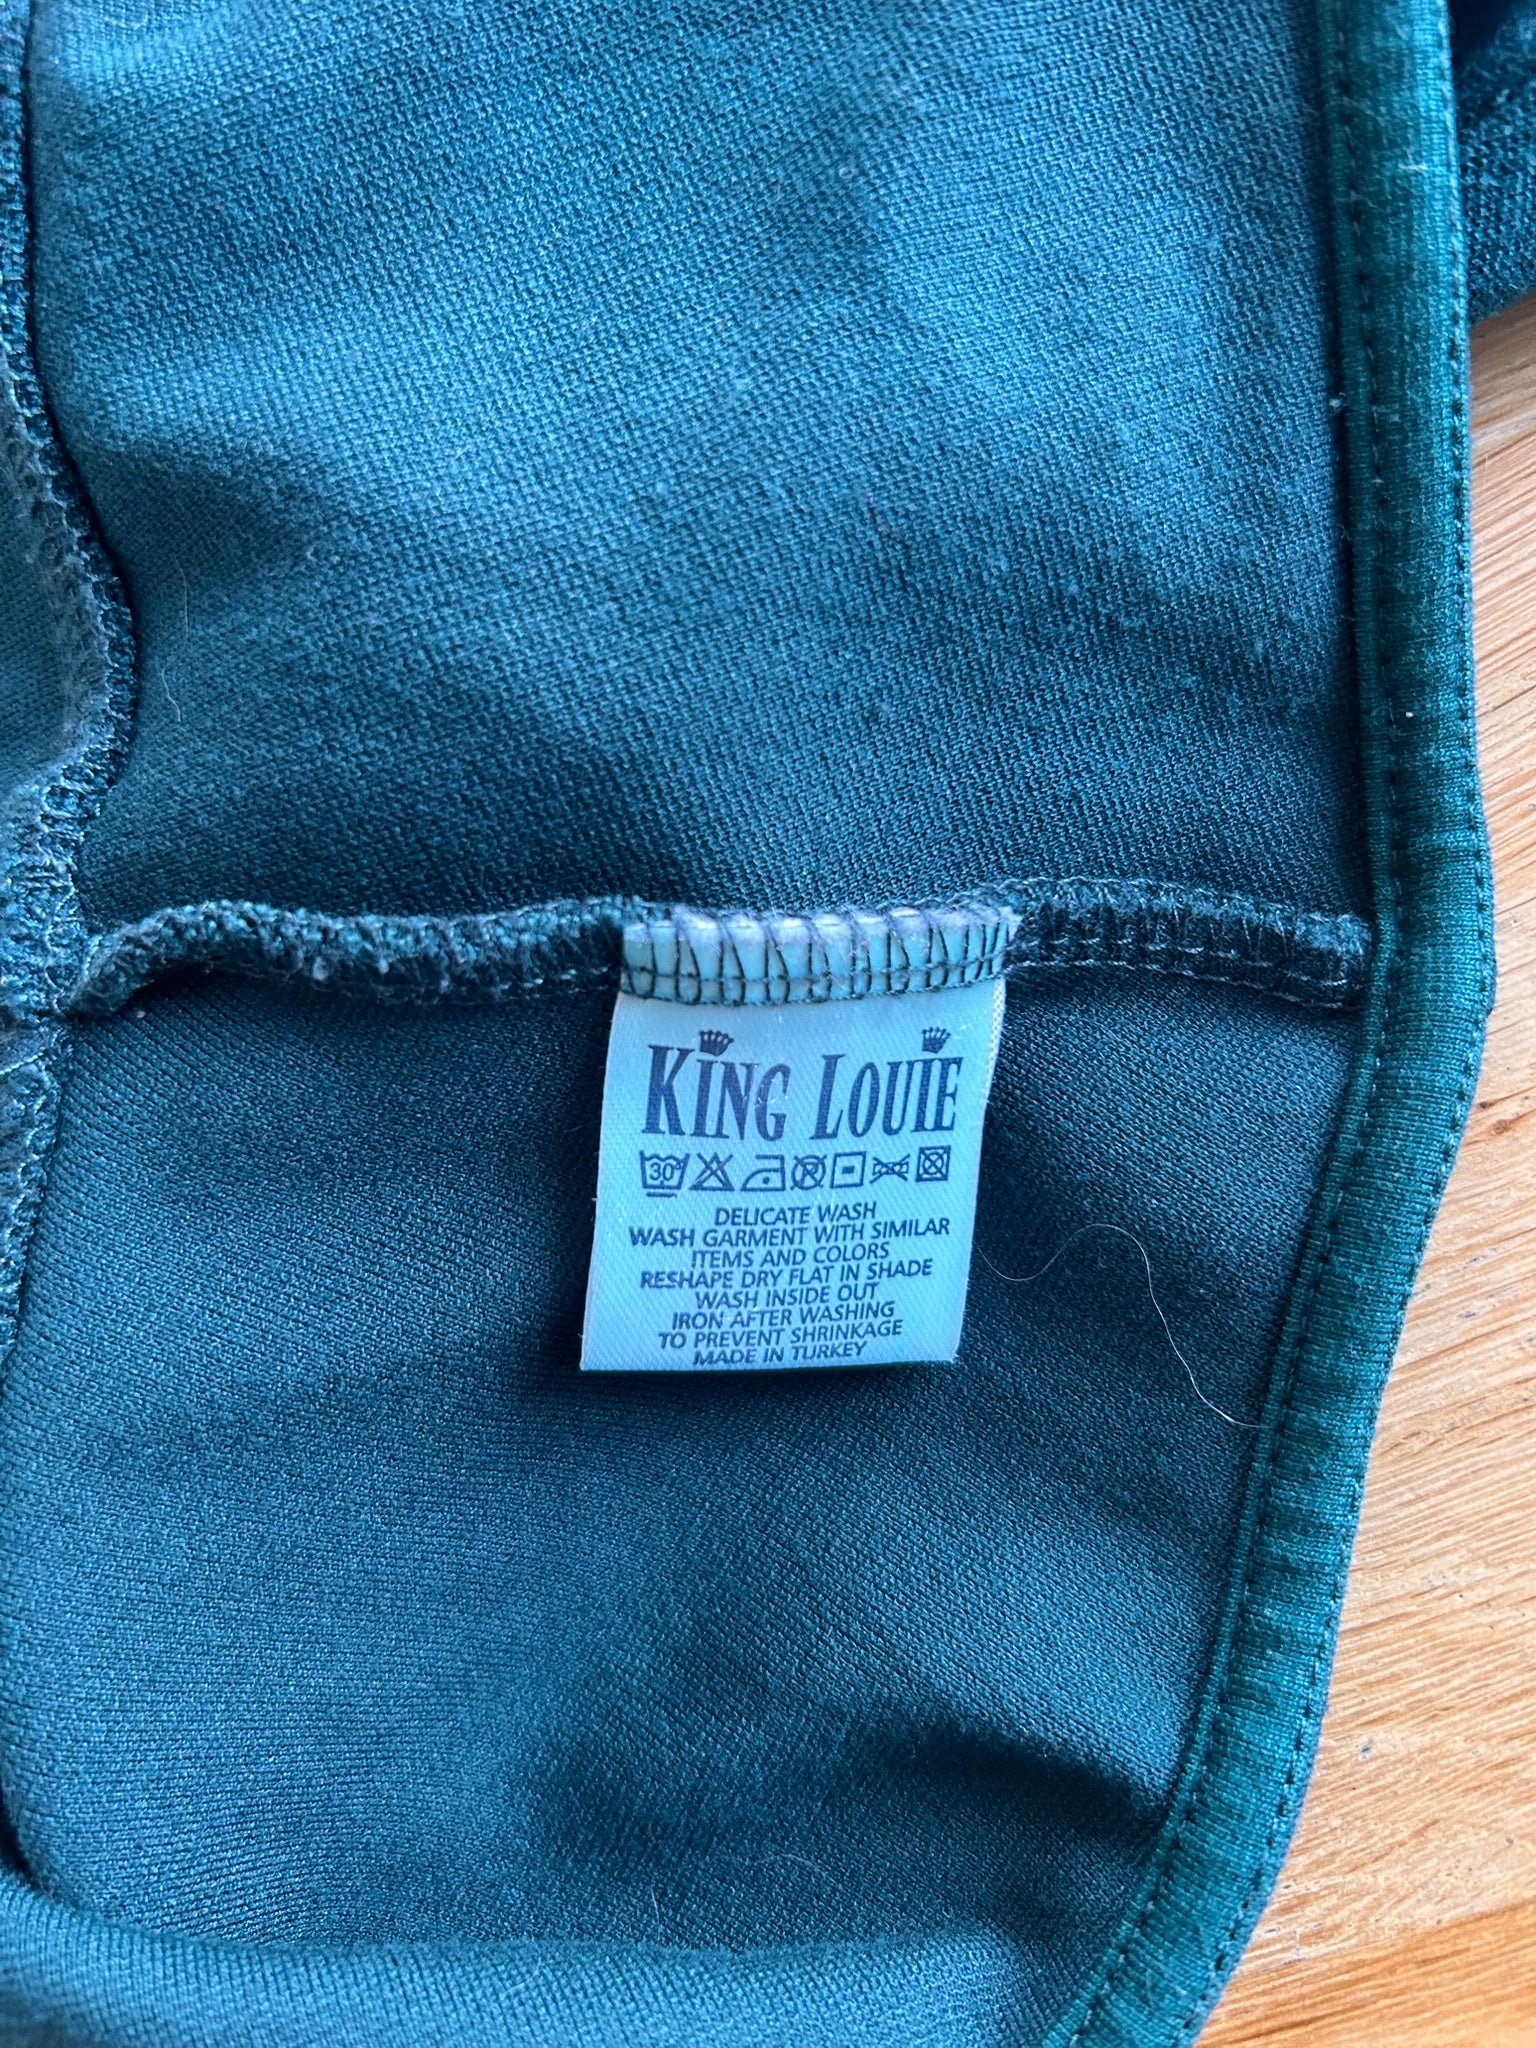 KING LOUIE
30
DELICATE WASH
WASH GARMENT WITH SIMILAR
ITEMS AND COLORS
RESHAPE DRY FLAT IN SHADE
WASH INSIDE OUT
IRON AFTER WASHING
TO PREVENT SHRINKAGE
MADE IN TURKEY